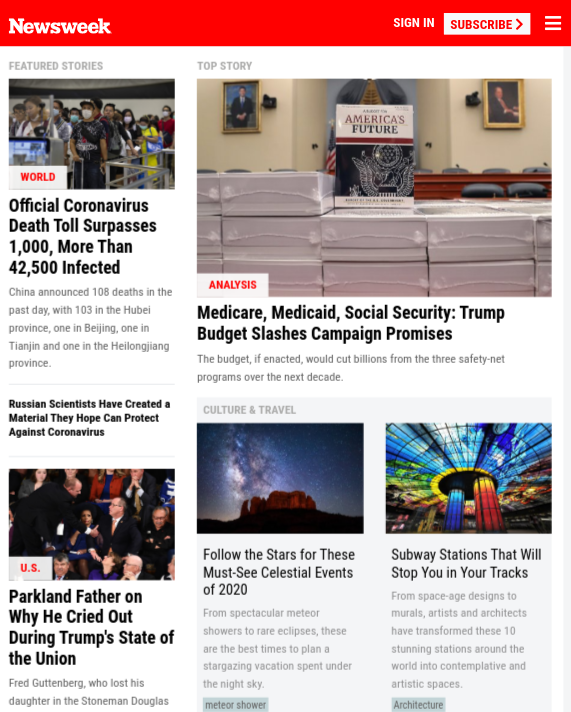 Newsweek
SIGN IN
SUBSCRIBE
FEATURED STORIES
WORLD
Official Coronavirus
Death Toll Surpasses
1,000, More Than
42,500 Infected
China announced 108 deaths in the
past day, with 103 in the Hubei
province, one in Beijing, one in
Tianjin and one in the Heilongjiang
province.
Russian Scientists Have Created a
Material They Hope Can Protect
Against Coronavirus
U.S.
Parkland Father on
Why He Cried Out
During Trump's State of
the Union
Fred Guttenberg, who lost his
daughter in the Stoneman Douglas
TOP STORY
A BUDGET FOR
AMERICA'S
FUTURE
ANALYSIS
Medicare, Medicaid, Social Security: Trump
Budget Slashes Campaign Promises
The budget, if enacted, would cut billions from the three safety-net
programs over the next decade.
CULTURE & TRAVEL
Follow the Stars for These
Must-See Celestial Events
of 2020
From spectacular meteor
showers to rare eclipses, these
are the best times to plan a
stargazing vacation spent under
the night sky.
meteor shower
Subway Stations That Will
Stop You in Your Tracks
From space-age designs to
murals, artists and architects
have transformed these 10
stunning stations around the
world into contemplative and
artistic spaces.
Architecture